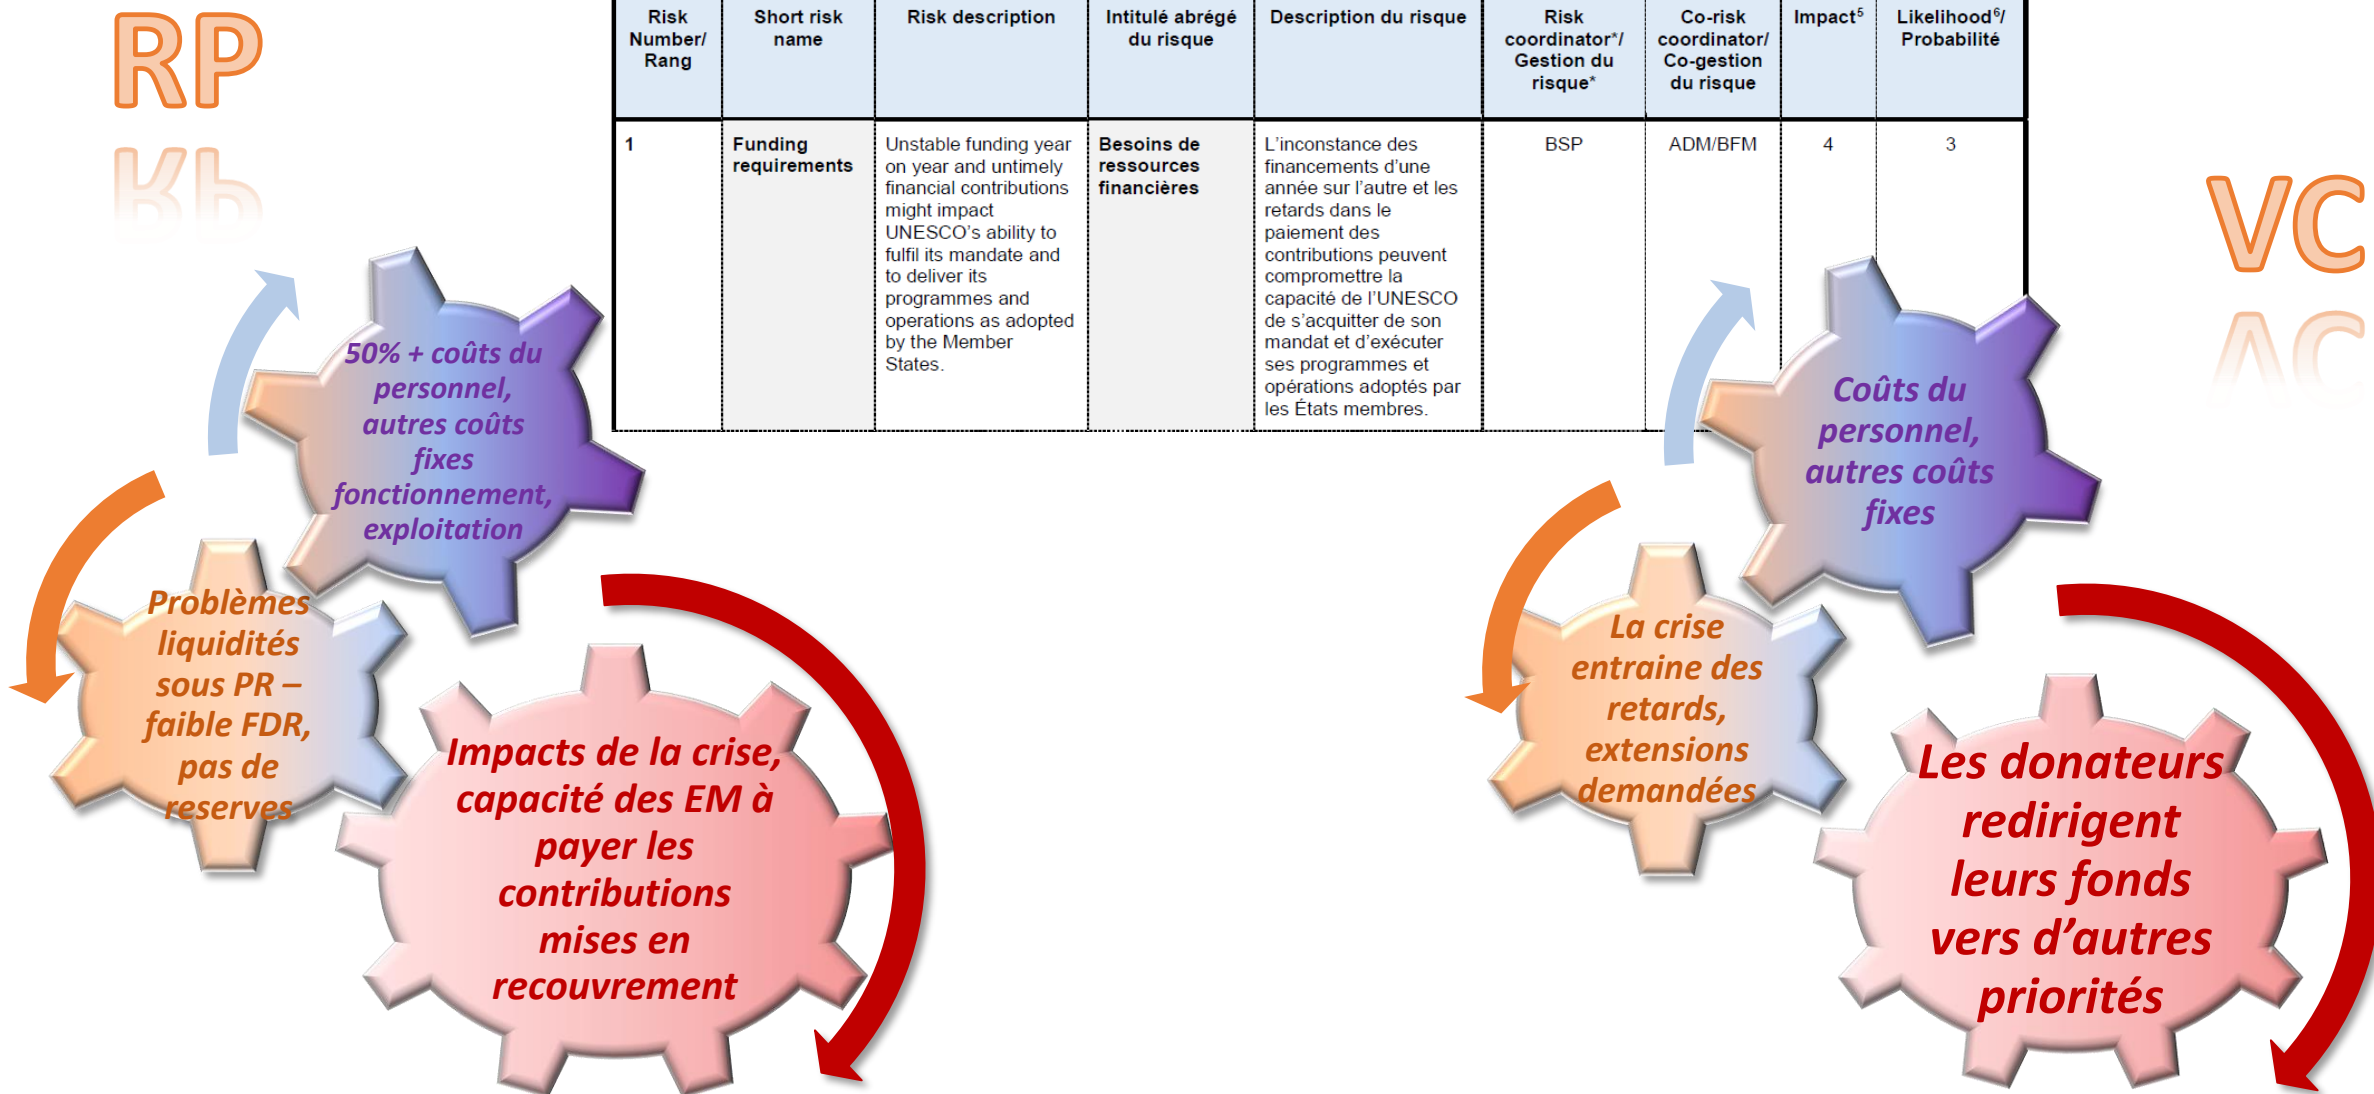 RP
Risk
Number/
Rang
Short risk
name
Risk description
Intitulé abrégé
du risque
Description du risque
Risk
coordinator*/
Gestion du
risque*
Co-risk
coordinator/
Co-gestion
du risque
Impact5
Likelihood6/
Probabilité
1
Funding
requirements
Unstable funding year
on year and untimely
financial contributions
might impact
UNESCO's ability to
fulfil its mandate and
to deliver its
programmes and
operations as adopted
by the Member
States.
Besoins de
ressources
financières
L'inconstance des
financements d'une
année sur l'autre et les
retards dans le
paiement des
contributions peuvent
compromettre la
capacité de l'UNESCO
de s'acquitter de son
mandat et d'exécuter
ses programmes et
opérations adoptés par
les États membres.
BSP
ADM/BFM
4
3
VC
50% + coûts du
personnel,
autres coûts
fixes
fonctionnement,
exploitation
Problèmes
liquidités
sous PR –
faible FDR,
pas de
reserves
Impacts de la crise,
capacité des EM à
payer les
contributions
mises en
recouvrement
Coûts du
personnel,
autres coûts
fixes
La crise
entraine des
retards,
extensions
demandées
Les donateurs
redirigent
leurs fonds
vers d'autres
priorités